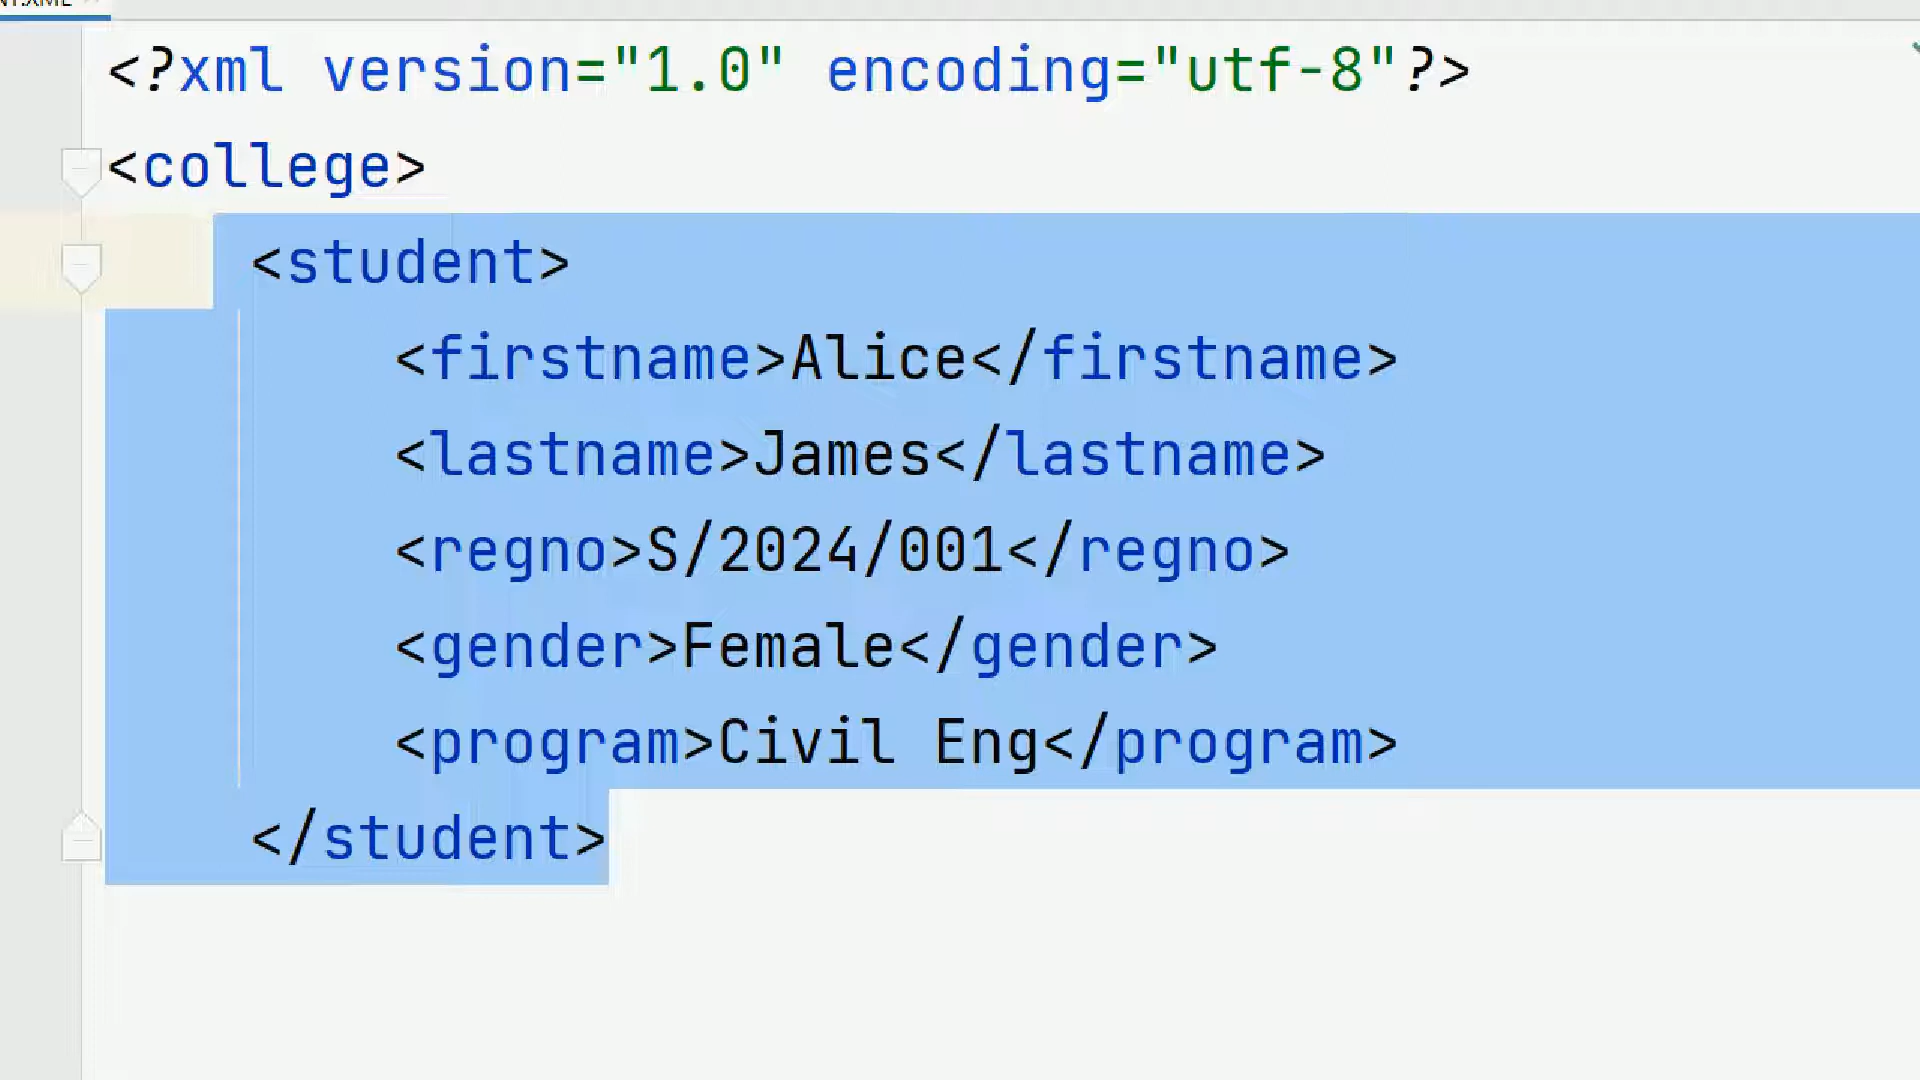 <?xml version="1.0" encoding="utf-8"?>
<college>
<student>
<firstname>Alice</firstname>
<lastname>James</lastname>
<regno>S/2024/001</regno>
<gender>Female</gender>
<program>Civil Eng</program>
</student>